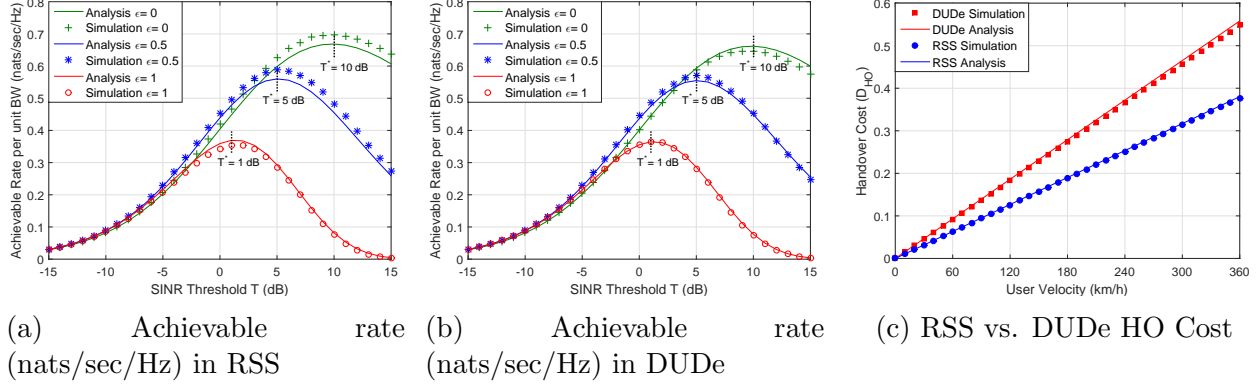 Achievable Rate per unit BW (nats/sec/Hz)
0.8
0.7
0.6
0.5
0.4
0.3
0.2
0.1
0
Analysis ϵ = 0
Simulation ϵ = 0
Analysis ϵ = 0.5
Simulation ϵ = 0.5
Analysis ϵ = 1
Simulation ϵ = 1
T* = 10 dB
T* = 5 dB
T* = 1 dB
-15 -10 -5 0 5 10 15
SINR Threshold T (dB)
(a) Achievable rate
(nats/sec/Hz) in RSS
Achievable Rate per unit BW (nats/sec/Hz)
0.8
0.7
0.6
0.5
0.4
0.3
0.2
0.1
0
Analysis ϵ = 0
Simulation ϵ = 0
Analysis ϵ = 0.5
Simulation ϵ = 0.5
Analysis ϵ = 1
Simulation ϵ = 1
T* = 10 dB
T* = 5 dB
T* = 1 dB
-15 -10 -5 0 5 10 15
SINR Threshold T (dB)
(b) Achievable rate
(nats/sec/Hz) in DUDe
Handover Cost (D_HO)
0.6
0.5
0.4
0.3
0.2
0.1
0
DUDe Simulation
DUDe Analysis
RSS Simulation
RSS Analysis
0 60 120 180 240 300 360
User Velocity (km/h)
(c) RSS vs. DUDe HO Cost